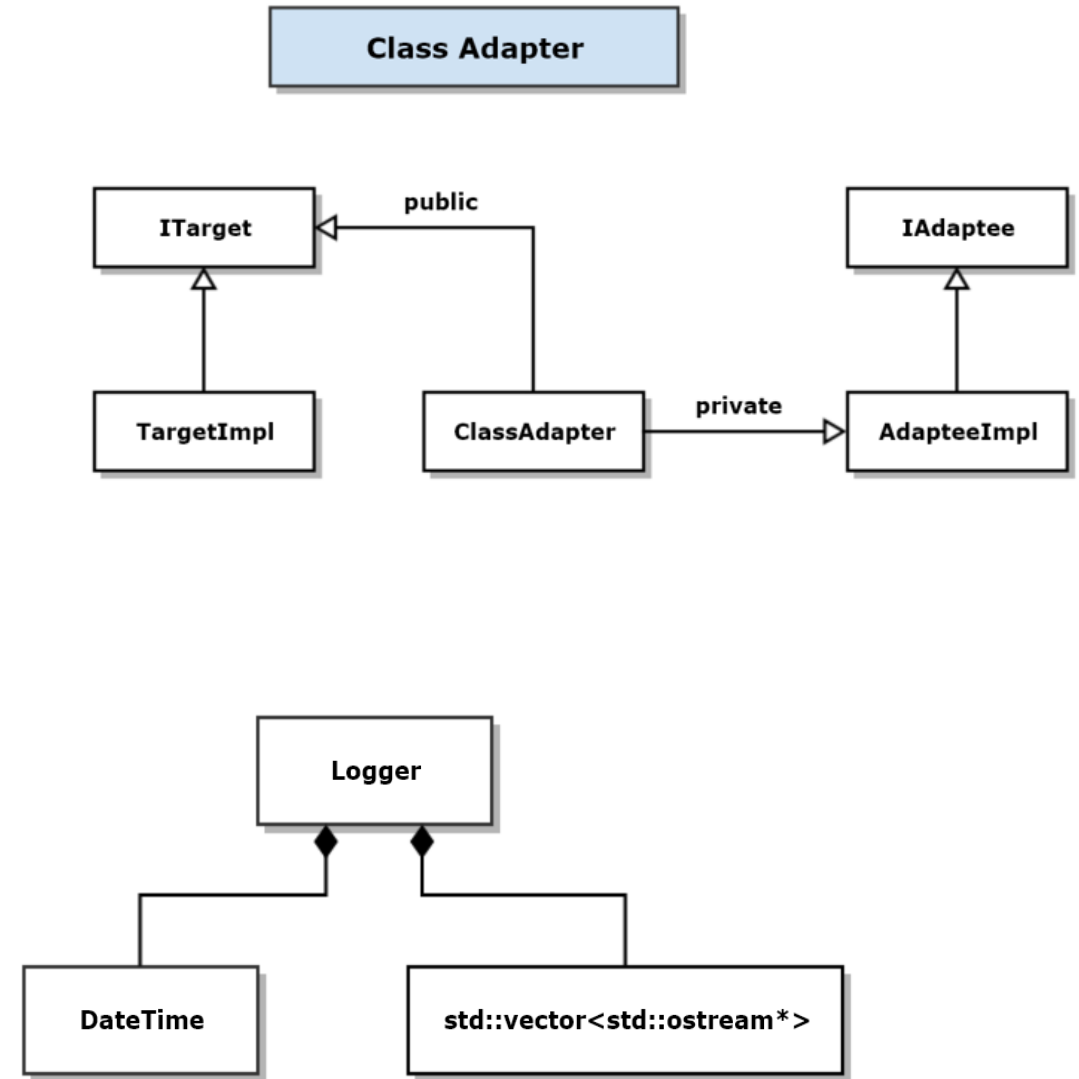 Class Adapter
public
ITarget
IAdaptee
private
TargetImpl
ClassAdapter
AdapteeImpl
Logger
DateTime
std::vector<std::ostream*>